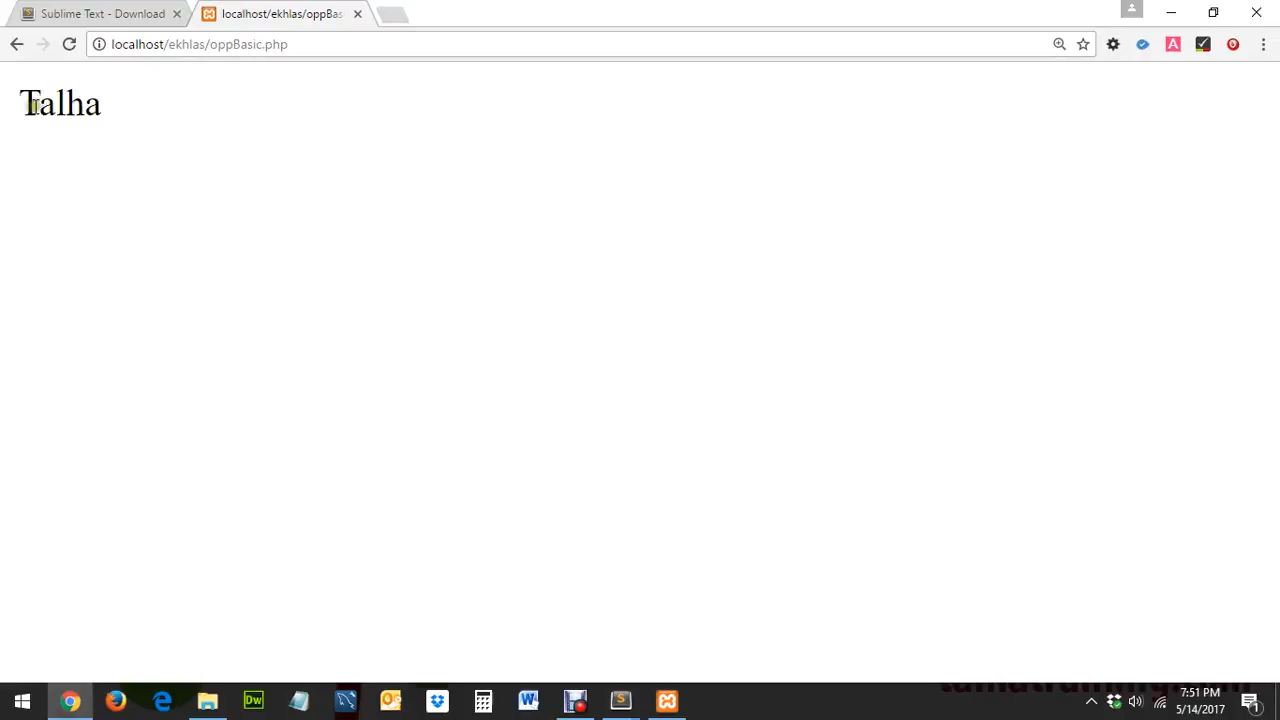 Sublime Text - Download
localhost/ekhlas/oppBas
localhost/ekhlas/oppBasic.php
Talha
7:51 PM
5/14/2017